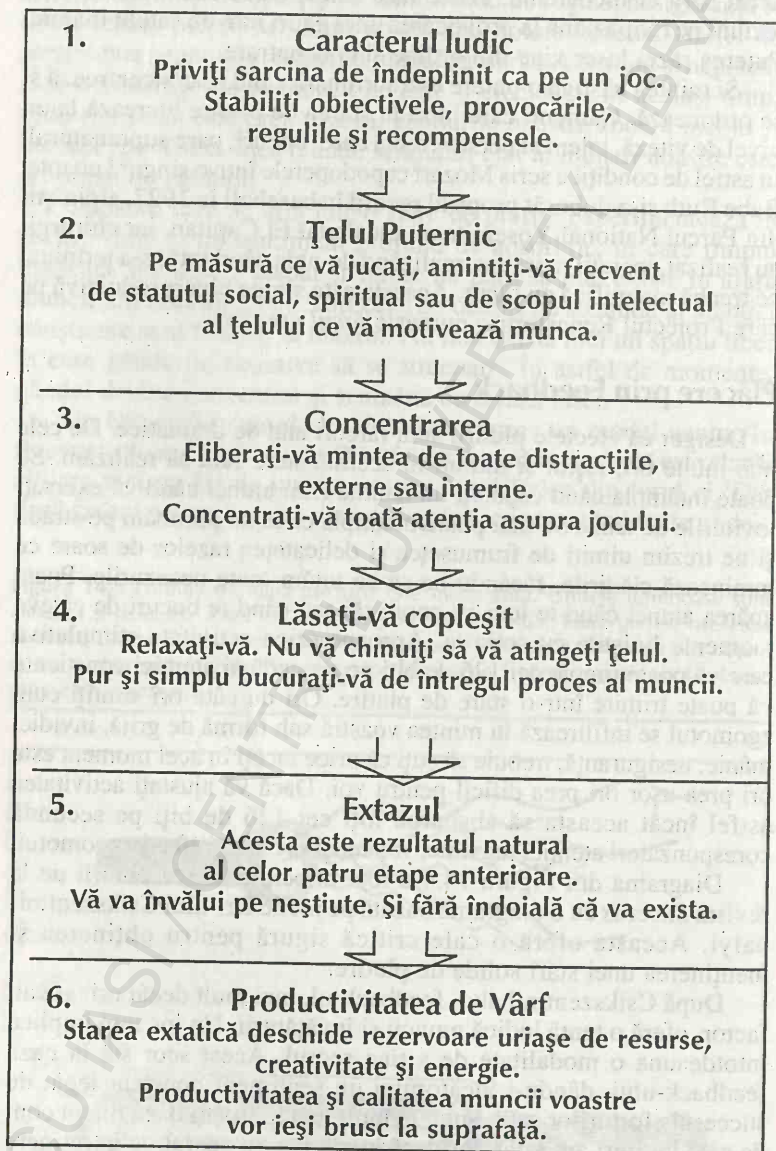 1. Caracterul ludic
Priviţi sarcina de îndeplinit ca pe un joc.
Stabiliţi obiectivele, provocările,
regulile şi recompensele.
2. Ţelul Puternic
Pe măsură ce vă jucaţi, amintiţi-vă frecvent
de statutul social, spiritual sau de scopul intelectual
al ţelului ce vă motivează munca.
3. Concentrarea
Eliberaţi-vă mintea de toate distracţiile,
externe sau interne.
Concentraţi-vă toată atenţia asupra jocului.
4. Lăsaţi-vă copleşit
Relaxaţi-vă. Nu vă chinuiţi să vă atingeţi ţelul.
Pur şi simplu bucuraţi-vă de întregul proces al muncii.
5. Extazul
Acesta este rezultatul natural
al celor patru etape anterioare.
Vă va învălui pe neştiute. Şi fără îndoială că va exista.
6. Productivitatea de Vârf
Starea extatică deschide rezervoare uriaşe de resurse,
creativitate şi energie.
Productivitatea şi calitatea muncii voastre
vor ieşi brusc la suprafaţă.